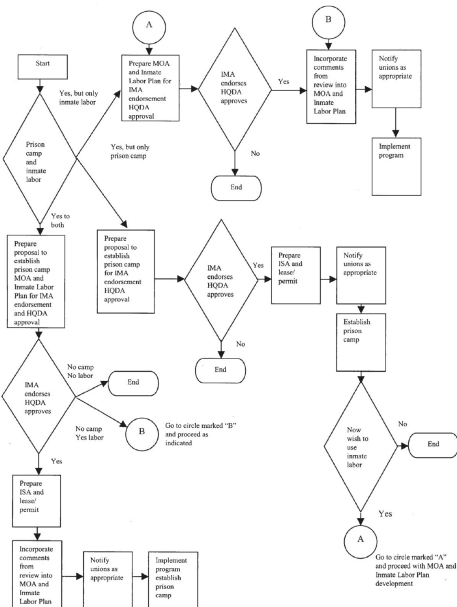 A
B
Start
Yes, but only
inmate labor
Prepare MOA
and Inmate
Labor Plan for
IMA
endorsement
HQDA
approval
IMA
endorses
HQDA
approves
Yes
No
End
Incorporate
comments
from
review into
MOA and
Inmate
Labor Plan
Notify
unions as
appropriate
Implement
program
Prison
camp
and
inmate
labor
Yes, but only
prison camp
Yes to
both
Prepare
proposal to
establish
prison camp
MOA and
Inmate Labor
Plan for IMA
endorsement
and HQDA
approval
Prepare
proposal to
establish
prison camp
for IMA
endorsement
HQDA
approval
IMA
endorses
HQDA
approves
Yes
No
End
Prepare
ISA and
lease/
permit
Notify
unions as
appropriate
Establish
prison
camp
IMA
endorses
HQDA
approves
No camp
No labor
End
No camp
Yes labor
B
Go to circle marked "B"
and proceed as
indicated
Now
wish to
use
inmate
labor
No
End
Yes
A
Go to circle marked "A"
and proceed with MOA and
Inmate Labor Plan
development
Yes
Prepare
ISA and
lease/
permit
Incorporate
comments
from
review into
MOA and
Inmate
Labor Plan
Notify
unions as
appropriate
Implement
program
establish
prison
camp